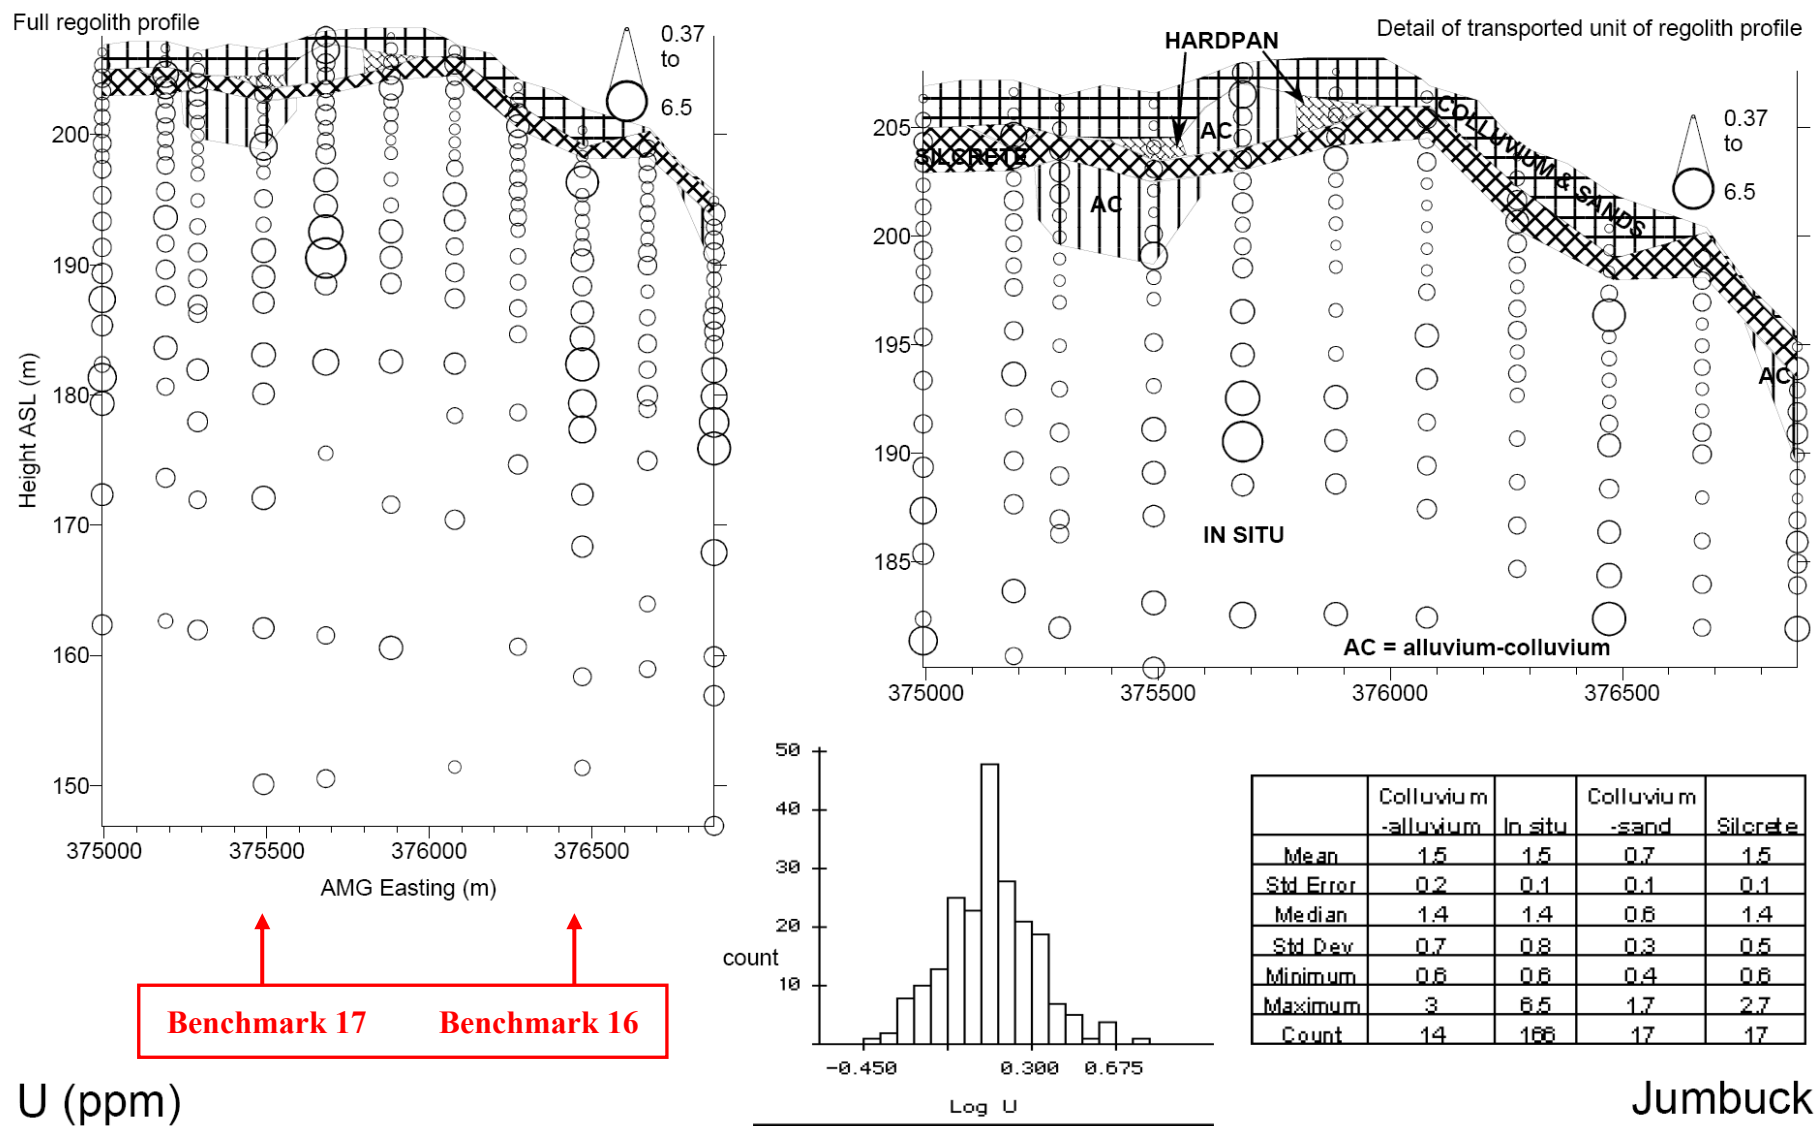 Full regolith profile
0.37
to
6.5
200
190
180
170
160
150
Height ASL (m)
375000
375500
376000
376500
AMG Easting (m)
Benchmark 17
Benchmark 16
U (ppm)
Detail of transported unit of regolith profile
HARDPAN
0.37
to
6.5
205
200
195
190
185
SILCRETE
AC
AC
COLLUVIUM & SANDS
AC
IN SITU
AC = alluvium-colluvium
375000
375500
376000
376500
50
40
30
20
10
count
-0.450
0.300
0.675
Log U
Colluvium Colluvium
-alluvium In situ -sand Silcrete
Mean 1.5 1.5 0.7 1.5
Std Error 0.2 0.1 0.1 0.1
Median 1.4 1.4 0.6 1.4
Std Dev 0.7 0.8 0.3 0.5
Minimum 0.6 0.6 0.4 0.6
Maximum 3 6.5 1.7 2.7
Count 14 166 17 17
Jumbuck